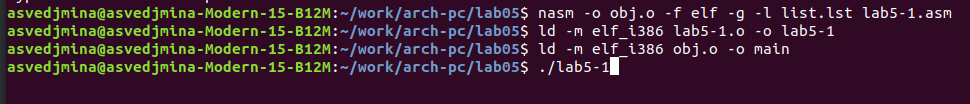 asvedjmina@asvedjmina-Modern-15-B12M:~/work/arch-pc/lab05$ nasm -o obj.o -f elf -g -l list.lst lab5-1.asm
asvedjmina@asvedjmina-Modern-15-B12M:~/work/arch-pc/lab05$ ld -m elf_i386 lab5-1.o -o lab5-1
asvedjmina@asvedjmina-Modern-15-B12M:~/work/arch-pc/lab05$ ld -m elf_i386 obj.o -o main
asvedjmina@asvedjmina-Modern-15-B12M:~/work/arch-pc/lab05$ ./lab5-1